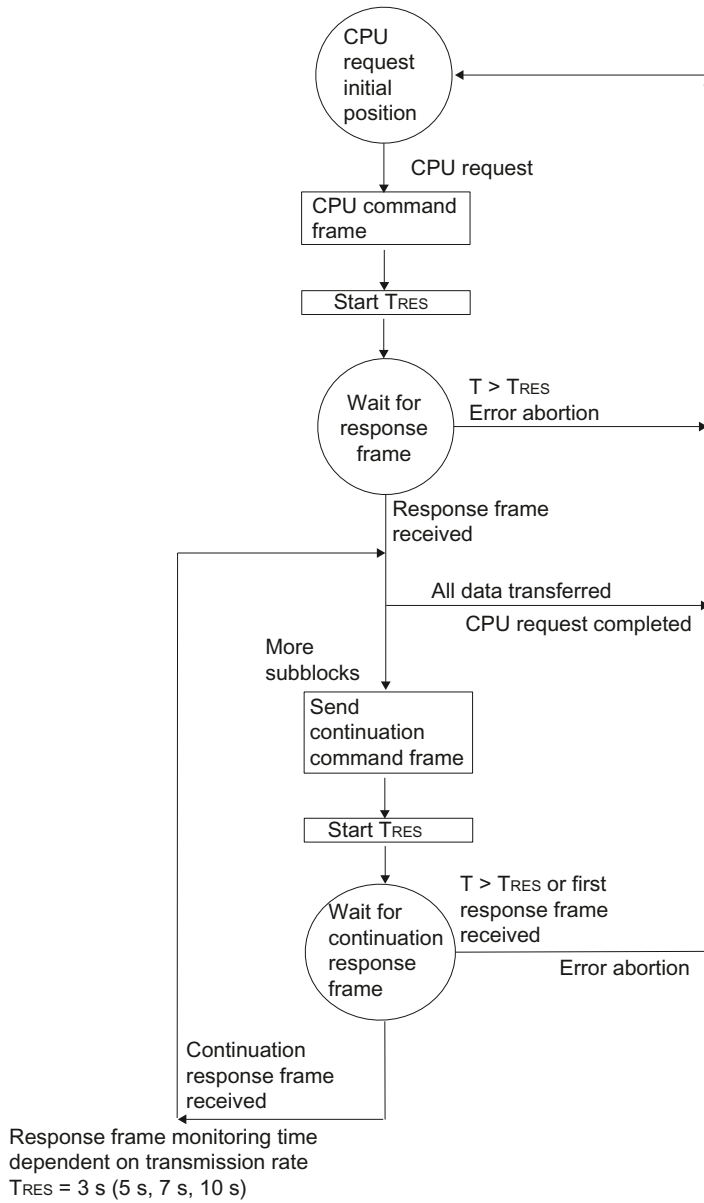 CPU
request
initial
position
CPU request
CPU command
frame
Start TRES
Wait for
response
frame
T > TRES
Error abortion
Response frame
received
All data transferred
CPU request completed
More
subblocks
Send
continuation
command frame
Start TRES
Wait for
continuation
response
frame
T > TRES or first
response frame
received
Error abortion
Continuation
response frame
received
Response frame monitoring time
dependent on transmission rate
TRES = 3 s (5 s, 7 s, 10 s)